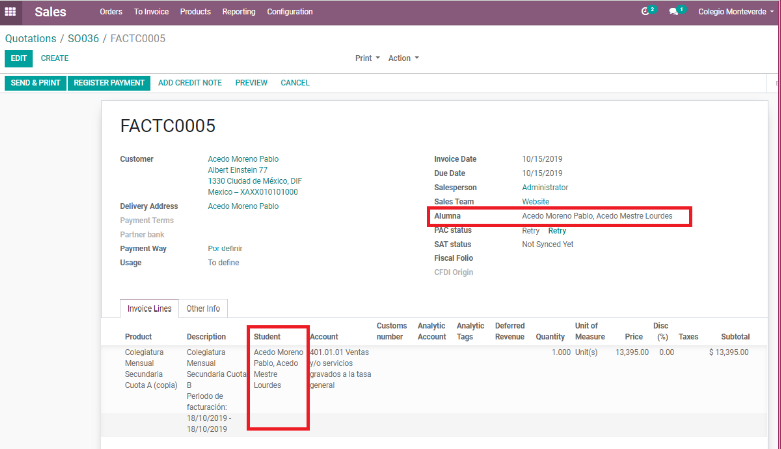 Sales Orders To Invoice Products Reporting Configuration 2 1 Colegio Monteverde
Quotations / SO036 / FACTC0005
EDIT CREATE Print Action
SEND & PRINT REGISTER PAYMENT ADD CREDIT NOTE PREVIEW CANCEL
FACTC0005
Customer Acedo Moreno Pablo
Albert Einstein 77
1330 Ciudad de México, DIF
Mexico – XAXX010101000
Delivery Address Acedo Moreno Pablo
Payment Terms
Partner bank
Payment Way Por definir
Usage To define
Invoice Date 10/15/2019
Due Date 10/15/2019
Salesperson Administrator
Sales Team Website
Alumna Acedo Moreno Pablo, Acedo Mestre Lourdes
PAC status Retry Retry
SAT status Not Synced Yet
Fiscal Folio
CFDI Origin
Invoice Lines Other Info
Customs Analytic Analytic Deferred Unit of Disc
Product Description Student Account number Account Tags Revenue Quantity Measure Price (%) Taxes Subtotal
Colegiatura Colegiatura Acedo Moreno 401.01.01 Ventas 1.000 Unit(s) 13,395.00 0.00 $ 13,395.00
Mensual Mensual Pablo, Acedo y/o servicios
Secundaria Secundaria Cuota Mestre gravados a la tasa
Cuota A (copia) B Lourdes general
Periodo de
facturación:
18/10/2019 -
18/10/2019